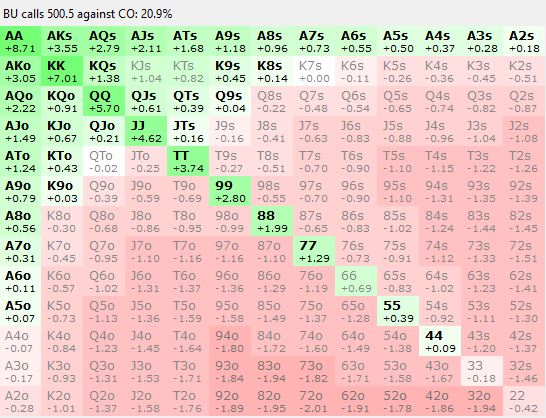 BU calls 500.5 against CO: 20.9%
AA AKs AQs AJs ATs A9s A8s A7s A6s A5s A4s A3s A2s
+8.71 +3.55 +2.79 +2.11 +1.68 +1.18 +0.96 +0.73 +0.55 +0.50 +0.37 +0.28 +0.18
AKo KK KQs KJs KTs K9s K8s K7s K6s K5s K4s K3s K2s
+3.05 +7.01 +1.38 +1.04 +0.82 +0.45 +0.14 +0.00 -0.11 -0.26 -0.36 -0.45 -0.51
AQo KQo QQ QJs QTs Q9s Q8s Q7s Q6s Q5s Q4s Q3s Q2s
+2.22 +0.91 +5.70 +0.61 +0.39 +0.04 -0.22 -0.48 -0.54 -0.65 -0.74 -0.82 -0.87
AJo KJo QJo JJ JTs J9s J8s J7s J6s J5s J4s J3s J2s
+1.49 +0.67 +0.21 +4.62 +0.16 -0.16 -0.41 -0.63 -0.83 -0.88 -0.96 -1.04 -1.08
ATo KTo QTo JTo TT T9s T8s T7s T6s T5s T4s T3s T2s
+1.24 +0.43 -0.02 -0.25 +3.74 -0.27 -0.51 -0.70 -0.90 -1.10 -1.15 -1.22 -1.26
A9o K9o Q9o J9o T9o 99 98s 97s 96s 95s 94s 93s 92s
+0.79 +0.03 -0.39 -0.59 -0.69 +2.80 -0.55 -0.70 -0.90 -1.10 -1.31 -1.35 -1.39
A8o K8o Q8o J8o T8o 98o 88 87s 86s 85s 84s 83s 82s
+0.56 -0.30 -0.68 -0.86 -0.95 -0.99 +1.99 -0.65 -0.83 -1.02 -1.24 -1.44 -1.45
A7o K7o Q7o J7o T7o 97o 87o 77 76s 75s 74s 73s 72s
+0.31 -0.45 -0.95 -1.10 -1.16 -1.16 -1.10 +1.29 -0.73 -0.91 -1.12 -1.33 -1.51
A6o K6o Q6o J6o T6o 96o 86o 76o 66 65s 64s 63s 62s
+0.11 -0.57 -1.02 -1.31 -1.37 -1.36 -1.29 -1.19 +0.69 -0.83 -1.02 -1.23 -1.41
A5o K5o Q5o J5o T5o 95o 85o 75o 65o 55 54s 53s 52s
+0.07 -0.73 -1.13 -1.36 -1.59 -1.58 -1.49 -1.37 -1.28 +0.39 -0.92 -1.11 -1.30
A4o K4o Q4o J4o T4o 94o 84o 74o 64o 54o 44 43s 42s
-0.07 -0.84 -1.23 -1.45 -1.64 -1.80 -1.72 -1.60 -1.49 -1.38 +0.09 -1.20 -1.37
A3o K3o Q3o J3o T3o 93o 83o 73o 63o 53o 43o 33 32s
-0.17 -0.93 -1.31 -1.53 -1.71 -1.84 -1.94 -1.82 -1.71 -1.58 -1.67 -0.18 -1.46
A2o K2o Q2o J2o T2o 92o 82o 72o 62o 52o 42o 32o 22
-0.28 -1.01 -1.37 -1.58 -1.76 -1.89 -1.95 -2.01 -1.91 -1.78 -1.86 -1.94 -0.42